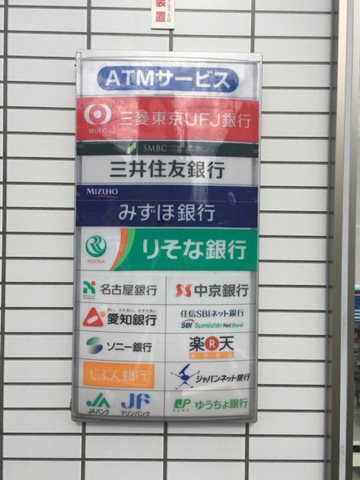 装置
ATMサービス
MUFG
三菱東京UFJ銀行
SMBC
三井住友銀行
MIZUHO
みずほ銀行
RESONA
りそな銀行
名古屋銀行
中京銀行
愛知銀行
住信SBIネット銀行
SBI Sumishin Net Bank
ソニー銀行
楽R天
じぶん銀行
ジャパンネット銀行
JA
JAバンク
JF
マリンバンク
JP
BANK
ゆうちょ銀行